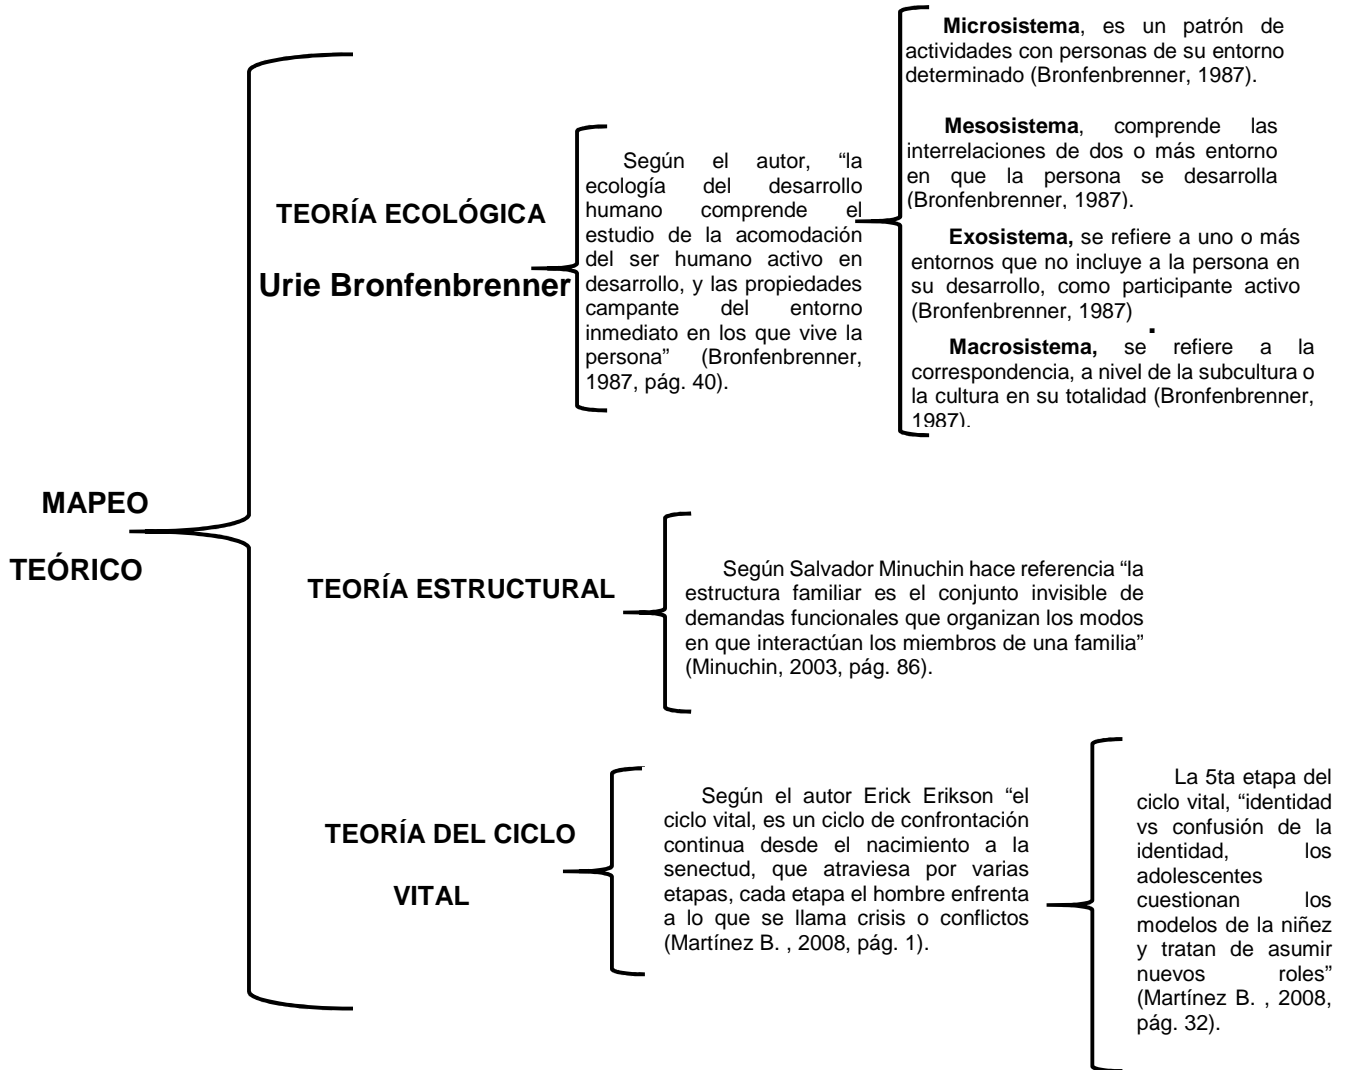 MAPEO
TEÓRICO
TEORÍA ECOLÓGICA
Urie Bronfenbrenner
Según el autor, “la
ecología del desarrollo
humano comprende el
estudio de la acomodación
del ser humano activo en
desarrollo, y las propiedades
campante del entorno
inmediato en los que vive la
persona” (Bronfenbrenner,
1987, pág. 40).
Microsistema, es un patrón de
actividades con personas de su entorno
determinado (Bronfenbrenner, 1987).
Mesosistema, comprende las
interrelaciones de dos o más entorno
en que la persona se desarrolla
(Bronfenbrenner, 1987).
Exosistema, se refiere a uno o más
entornos que no incluye a la persona en
su desarrollo, como participante activo
(Bronfenbrenner, 1987)
.
Macrosistema, se refiere a la
correspondencia, a nivel de la subcultura o
la cultura en su totalidad (Bronfenbrenner,
1987).
TEORÍA ESTRUCTURAL
Según Salvador Minuchin hace referencia “la
estructura familiar es el conjunto invisible de
demandas funcionales que organizan los modos
en que interactúan los miembros de una familia”
(Minuchin, 2003, pág. 86).
TEORÍA DEL CICLO
VITAL
Según el autor Erick Erikson “el
ciclo vital, es un ciclo de confrontación
continua desde el nacimiento a la
senectud, que atraviesa por varias
etapas, cada etapa el hombre enfrenta
a lo que se llama crisis o conflictos
(Martínez B. , 2008, pág. 1).
La 5ta etapa del
ciclo vital, “identidad
vs confusión de la
identidad, los
adolescentes
cuestionan los
modelos de la niñez
y tratan de asumir
nuevos roles”
(Martínez B. , 2008,
pág. 32).